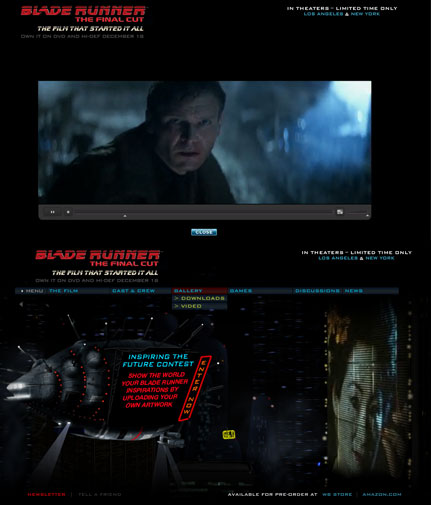 BLADE RUNNER
THE FINAL CUT
THE FILM THAT STARTED IT ALL
OWN IT ON DVD AND HI-DEF DECEMBER 18
IN THEATERS - LIMITED TIME ONLY
LOS ANGELES & NEW YORK
CLOSE
BLADE RUNNER
THE FINAL CUT
THE FILM THAT STARTED IT ALL
OWN IT ON DVD AND HI-DEF DECEMBER 18
IN THEATERS - LIMITED TIME ONLY
LOS ANGELES & NEW YORK
MENU THE FILM CAST & CREW GALLERY GAMES DISCUSSIONS NEWS
> DOWNLOADS
> VIDEO
INSPIRING THE
FUTURE CONTEST
SHOW THE WORLD
YOUR BLADE RUNNER
INSPIRATIONS BY
UPLOADING YOUR
OWN ARTWORK
ENTER NOW
NEWSLETTER | TELL A FRIEND
AVAILABLE FOR PRE-ORDER AT WB STORE | AMAZON.COM